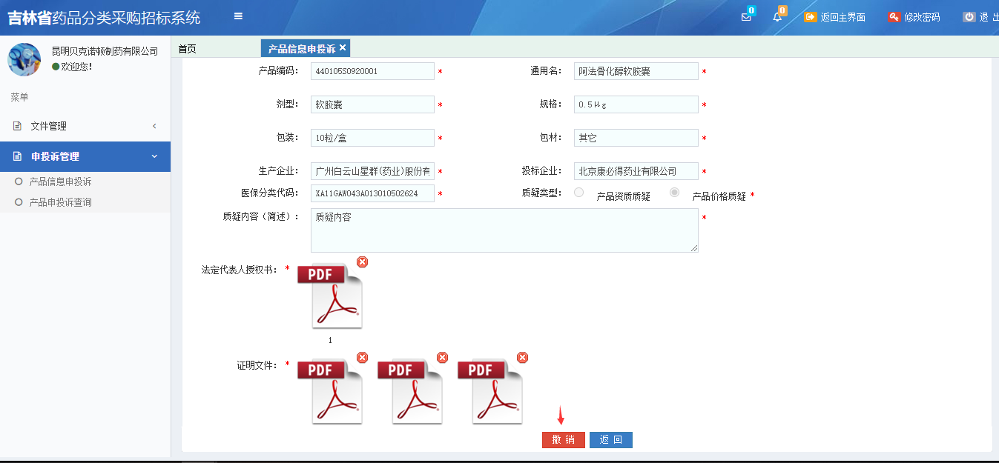 吉林省药品分类采购招标系统
0
0
返回主界面
修改密码
退 出
昆明贝克诺顿制药有限公司
欢迎您!
菜单
文件管理
申投诉管理
产品信息申投诉
产品申投诉查询
首页
产品信息申投诉 ×
产品编码: 440105S0920001 *
通用名: 阿法骨化醇软胶囊 *
剂型: 软胶囊 *
规格: 0.5μg *
包装: 10粒/盒 *
包材: 其它 *
生产企业: 广州白云山星群(药业)股份有 *
投标企业: 北京康必得药业有限公司 *
医保分类代码: XA11GAW043A013010502624 *
质疑类型: 产品资质质疑 产品价格质疑 *
质疑内容(简述): 质疑内容 *
法定代表人授权书: *
PDF
1
证明文件: *
PDF PDF PDF
撤 销
返 回